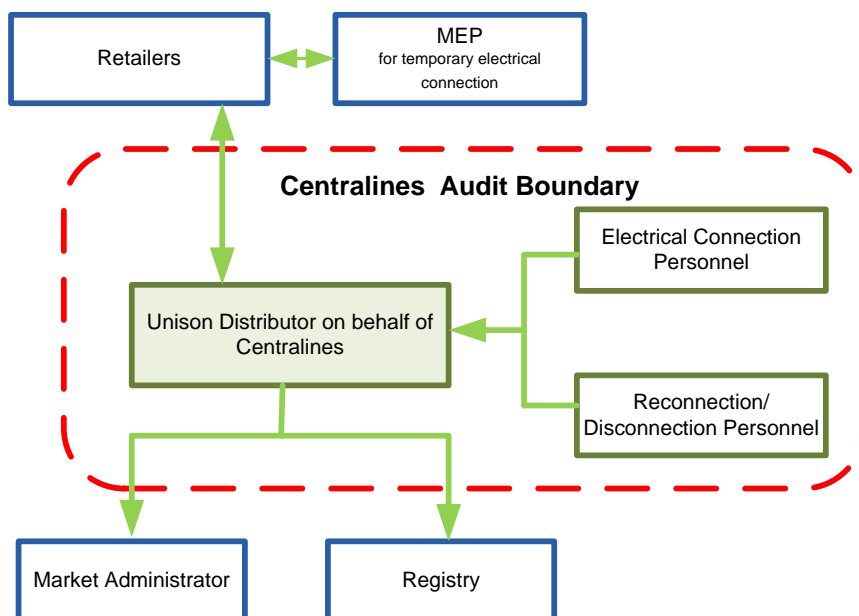 Retailers
MEP
for temporary electrical
connection
Centralines Audit Boundary
Electrical Connection
Personnel
Unison Distributor on behalf of
Centralines
Reconnection/
Disconnection Personnel
Market Administrator
Registry